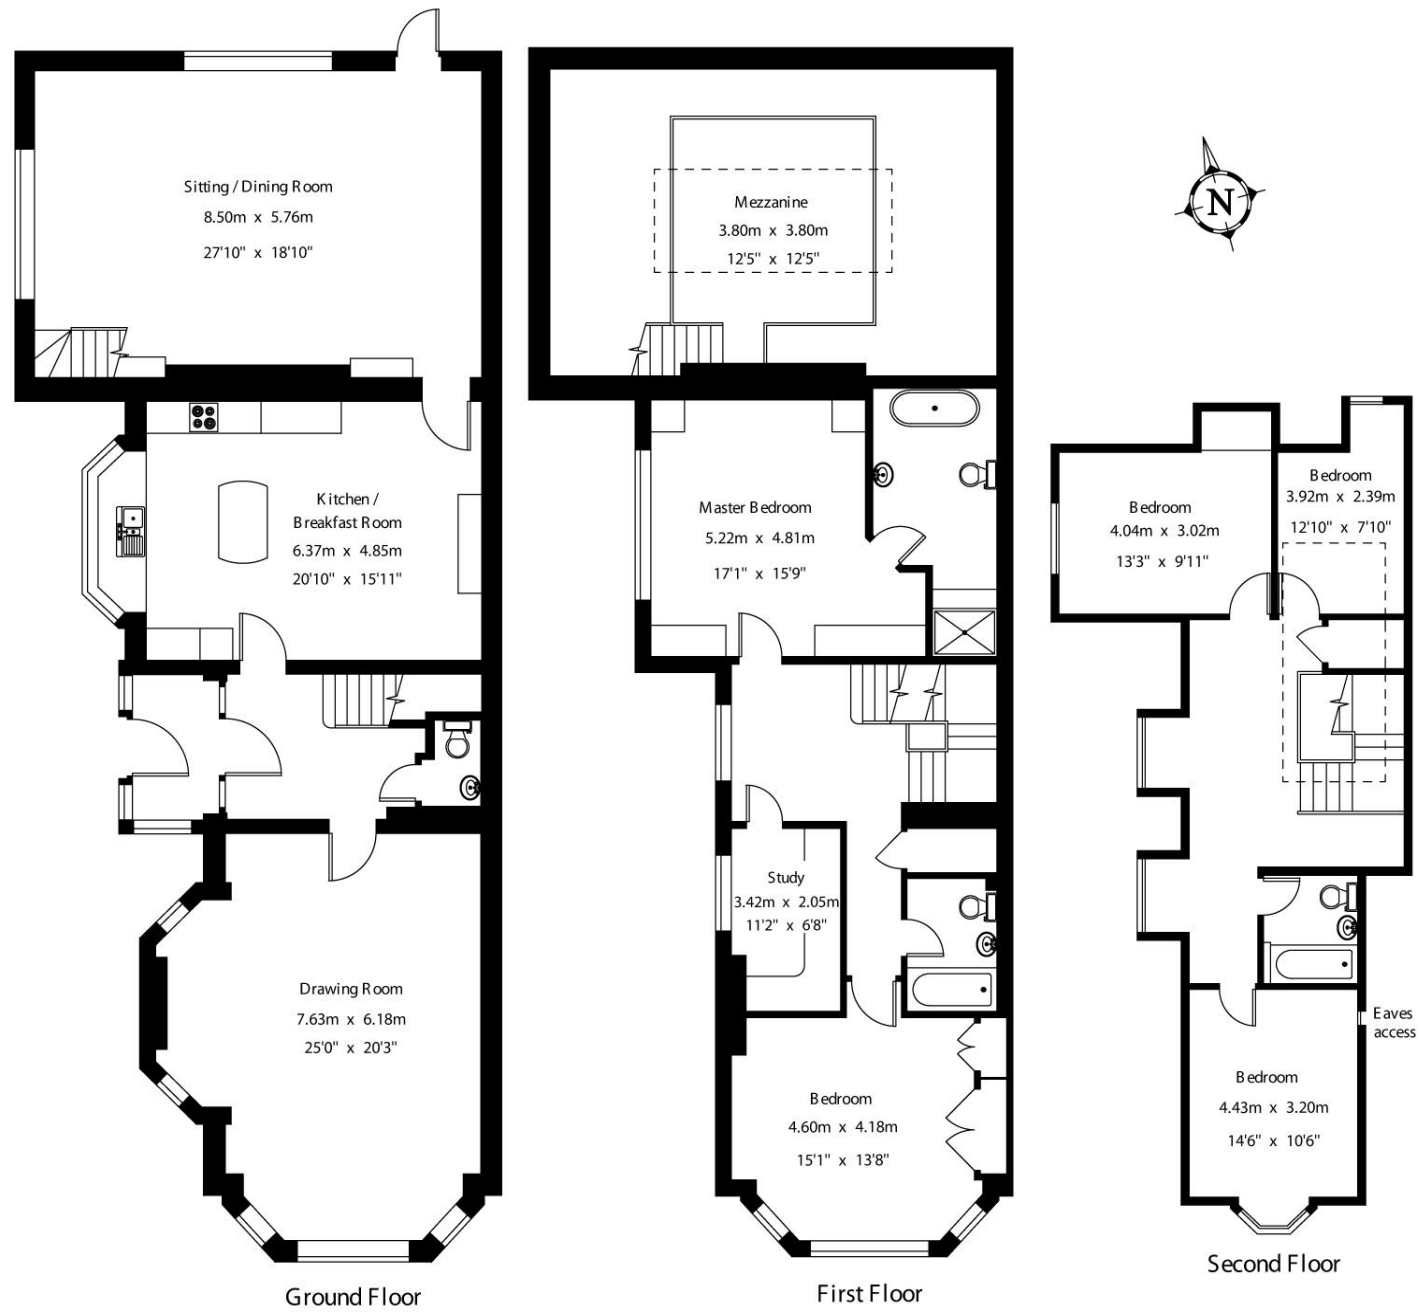 Sitting / Dining Room
8.50m x 5.76m
27'10" x 18'10"
Kitchen /
Breakfast Room
6.37m x 4.85m
20'10" x 15'11"
Drawing Room
7.63m x 6.18m
25'0" x 20'3"
Ground Floor
Mezzanine
3.80m x 3.80m
12'5" x 12'5"
Master Bedroom
5.22m x 4.81m
17'1" x 15'9"
Study
3.42m x 2.05m
11'2" x 6'8"
Bedroom
4.60m x 4.18m
15'1" x 13'8"
First Floor
N
Bedroom
4.04m x 3.02m
13'3" x 9'11"
Bedroom
3.92m x 2.39m
12'10" x 7'10"
Eaves
access
Bedroom
4.43m x 3.20m
14'6" x 10'6"
Second Floor